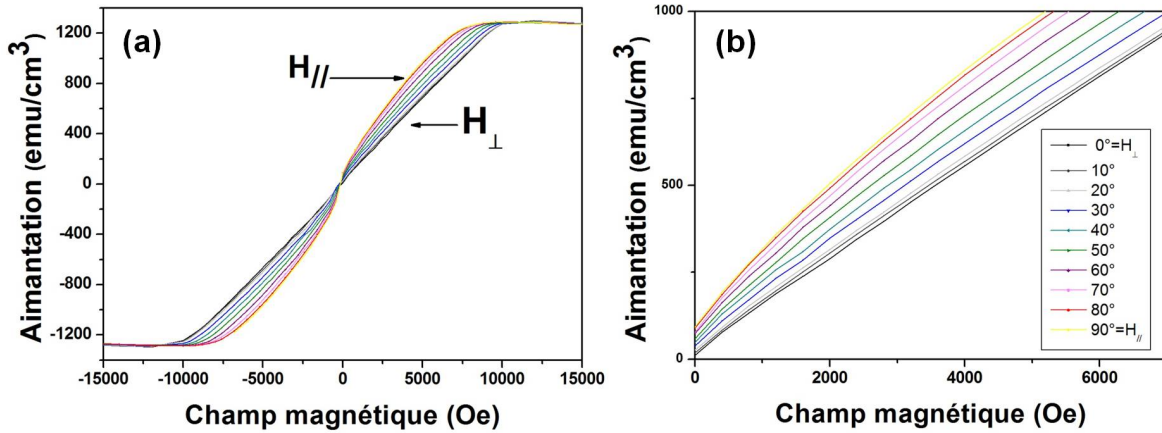 (a)
H//
H⊥
Aimantation (emu/cm³)
1200
800
400
0
-400
-800
-1200
-15000 -10000 -5000 0 5000 10000 15000
Champ magnétique (Oe)
(b)
Aimantation (emu/cm³)
1000
500
0
0 2000 4000 6000
Champ magnétique (Oe)
0°=H⊥
10°
20°
30°
40°
50°
60°
70°
80°
90°=H//